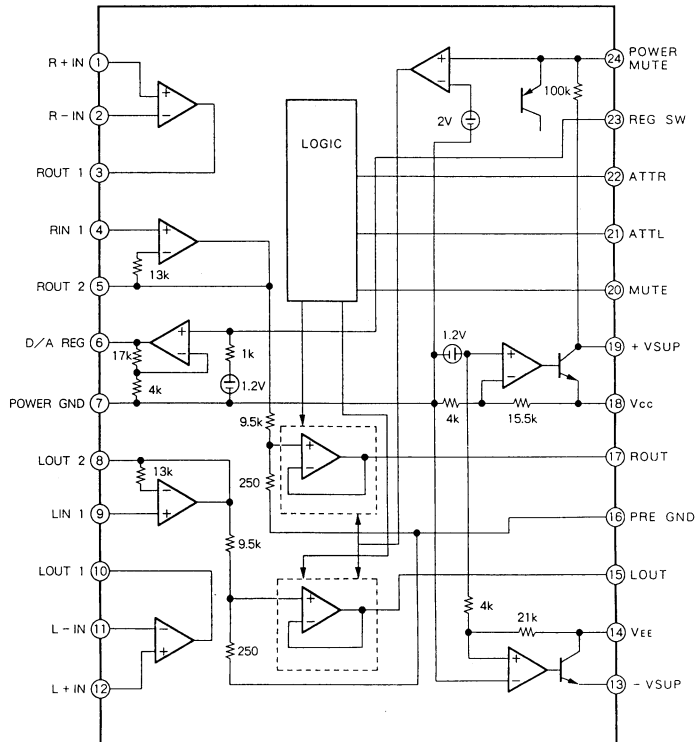 R + IN 1
R − IN 2
ROUT 1 3
RIN 1 4
ROUT 2 5
D/A REG 6
POWER GND 7
LOUT 2 8
LIN 1 9
LOUT 1 10
L − IN 11
L + IN 12
LOGIC
+
−
+
−
13k
+
−
17k
4k
1k
1.2V
9.5k
250
+
−
13k
−
+
9.5k
250
+
−
−
+
+
−
2V
100k
1.2V
+
−
4k
15.5k
4k
21k
+
−
24 POWER
MUTE
23 REG SW
22 ATTR
21 ATTL
20 MUTE
19 + VSUP
18 Vcc
17 ROUT
16 PRE GND
15 LOUT
14 VEE
13 − VSUP